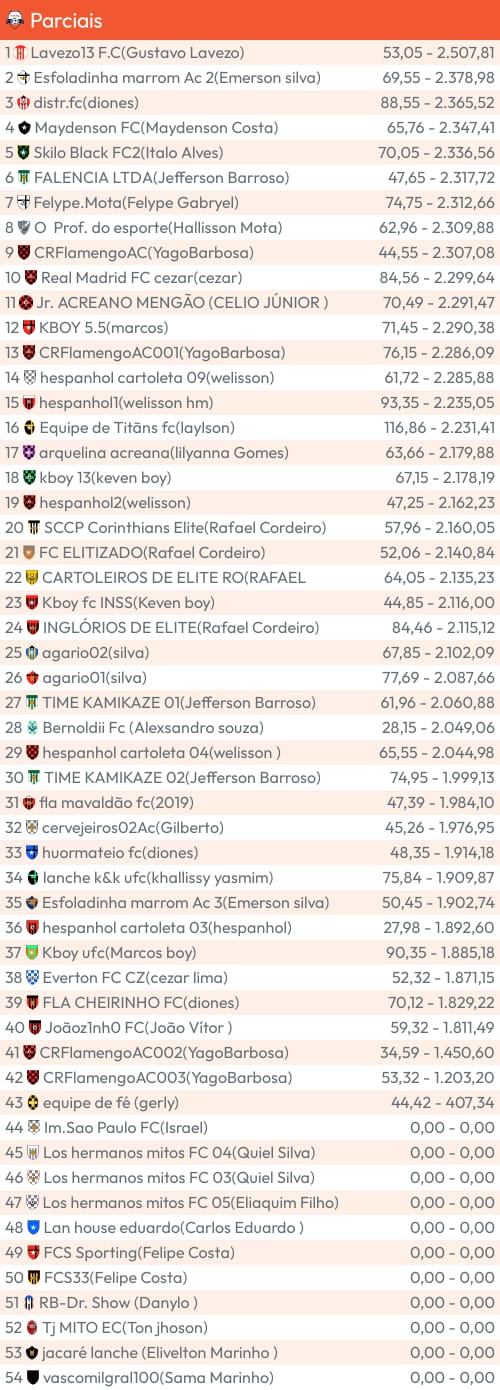 Parciais
1 Lavezo13 F.C(Gustavo Lavezo) 53,05 - 2.507,81
2 Esfoladinha marrom Ac 2(Emerson silva) 69,55 - 2.378,98
3 distr.fc(diones) 88,55 - 2.365,52
4 Maydenson FC(Maydenson Costa) 65,76 - 2.347,41
5 Skilo Black FC2(Italo Alves) 70,05 - 2.336,56
6 FALENCIA LTDA(Jefferson Barroso) 47,65 - 2.317,72
7 Felype.Mota(Felype Gabryel) 74,75 - 2.312,66
8 O Prof. do esporte(Hallisson Mota) 62,96 - 2.309,88
9 CRFlamengoAC(YagoBarbosa) 44,55 - 2.307,08
10 Real Madrid FC cezar(cezar) 84,56 - 2.299,64
11 Jr. ACREANO MENGÃO (CELIO JÚNIOR ) 70,49 - 2.291,47
12 KBOY 5.5(marcos) 71,45 - 2.290,38
13 CRFlamengoAC001(YagoBarbosa) 76,15 - 2.286,09
14 hespanhol cartoleta 09(welisson) 61,72 - 2.285,88
15 hespanhol1(welisson hm) 93,35 - 2.235,05
16 Equipe de Titãns fc(laylson) 116,86 - 2.231,41
17 arquelina acreana(lilyanna Gomes) 63,66 - 2.179,88
18 kboy 13(keven boy) 67,15 - 2.178,19
19 hespanhol2(welisson) 47,25 - 2.162,23
20 SCCP Corinthians Elite(Rafael Cordeiro) 57,96 - 2.160,05
21 FC ELITIZADO(Rafael Cordeiro) 52,06 - 2.140,84
22 CARTOLEIROS DE ELITE RO(RAFAEL 64,05 - 2.135,23
23 Kboy fc INSS(Keven boy) 44,85 - 2.116,00
24 INGLÓRIOS DE ELITE(Rafael Cordeiro) 84,46 - 2.115,12
25 agario02(silva) 67,85 - 2.102,09
26 agario01(silva) 77,69 - 2.087,66
27 TIME KAMIKAZE 01(Jefferson Barroso) 61,96 - 2.060,88
28 Bernoldii Fc (Alexsandro souza) 28,15 - 2.049,06
29 hespanhol cartoleta 04(welisson ) 65,55 - 2.044,98
30 TIME KAMIKAZE 02(Jefferson Barroso) 74,95 - 1.999,13
31 fla mavaldão fc(2019) 47,39 - 1.984,10
32 cervejeiros02Ac(Gilberto) 45,26 - 1.976,95
33 huormateio fc(diones) 48,35 - 1.914,18
34 lanche k&k ufc(khallissy yasmim) 75,84 - 1.909,87
35 Esfoladinha marrom Ac 3(Emerson silva) 50,45 - 1.902,74
36 hespanhol cartoleta 03(hespanhol) 27,98 - 1.892,60
37 Kboy ufc(Marcos boy) 90,35 - 1.885,18
38 Everton FC CZ(cezar lima) 52,32 - 1.871,15
39 FLA CHEIRINHO FC(diones) 70,12 - 1.829,22
40 Joãoz1nh0 FC(João Vítor ) 59,32 - 1.811,49
41 CRFlamengoAC002(YagoBarbosa) 34,59 - 1.450,60
42 CRFlamengoAC003(YagoBarbosa) 53,32 - 1.203,20
43 equipe de fé (gerly) 44,42 - 407,34
44 Im.Sao Paulo FC(Israel) 0,00 - 0,00
45 Los hermanos mitos FC 04(Quiel Silva) 0,00 - 0,00
46 Los hermanos mitos FC 03(Quiel Silva) 0,00 - 0,00
47 Los hermanos mitos FC 05(Eliaquim Filho) 0,00 - 0,00
48 Lan house eduardo(Carlos Eduardo ) 0,00 - 0,00
49 FCS Sporting(Felipe Costa) 0,00 - 0,00
50 FCS33(Felipe Costa) 0,00 - 0,00
51 RB-Dr. Show (Danylo ) 0,00 - 0,00
52 Tj MITO EC(Ton jhoson) 0,00 - 0,00
53 jacaré lanche (Elivelton Marinho ) 0,00 - 0,00
54 vascomilgral100(Sama Marinho) 0,00 - 0,00